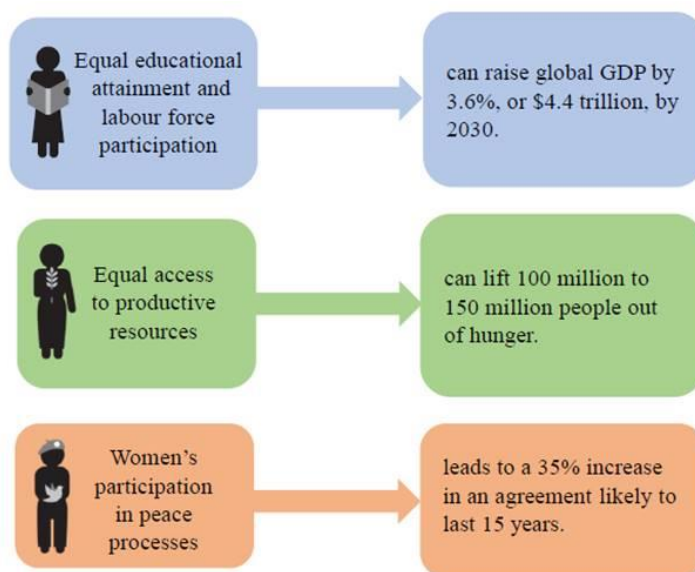 Equal educational
attainment and
labour force
participation
can raise global GDP by
3.6%, or $4.4 trillion, by
2030.
Equal access
to productive
resources
can lift 100 million to
150 million people out
of hunger.
Women's
participation
in peace
processes
leads to a 35% increase
in an agreement likely to
last 15 years.